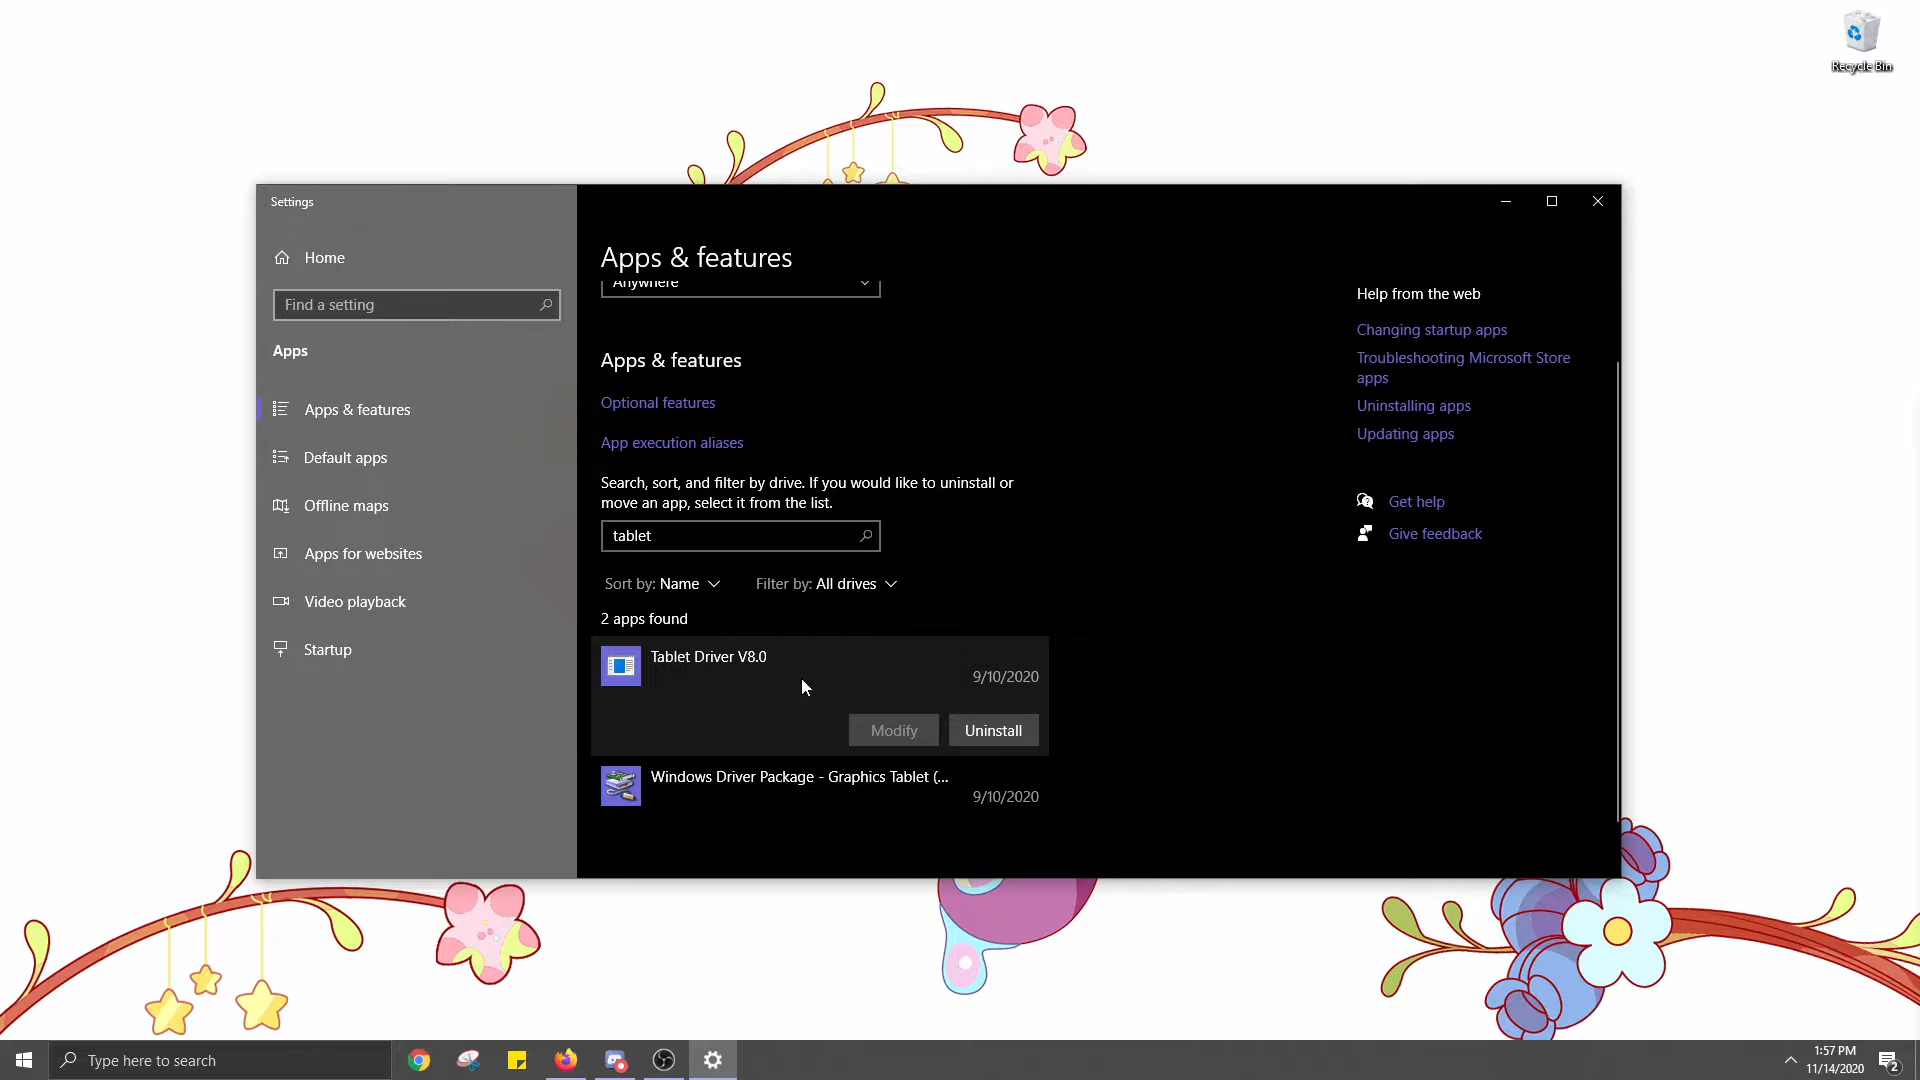 Recycle Bin
Settings
Home
Find a setting
Apps
Apps & features
Default apps
Offline maps
Apps for websites
Video playback
Startup
Apps & features
Anywhere
Apps & features
Optional features
App execution aliases
Search, sort, and filter by drive. If you would like to uninstall or
move an app, select it from the list.
tablet
Sort by: Name
Filter by: All drives
2 apps found
Tablet Driver V8.0
9/10/2020
Modify
Uninstall
Windows Driver Package - Graphics Tablet (...
9/10/2020
Help from the web
Changing startup apps
Troubleshooting Microsoft Store
apps
Uninstalling apps
Updating apps
Get help
Give feedback
Type here to search
1:57 PM
11/14/2020
2